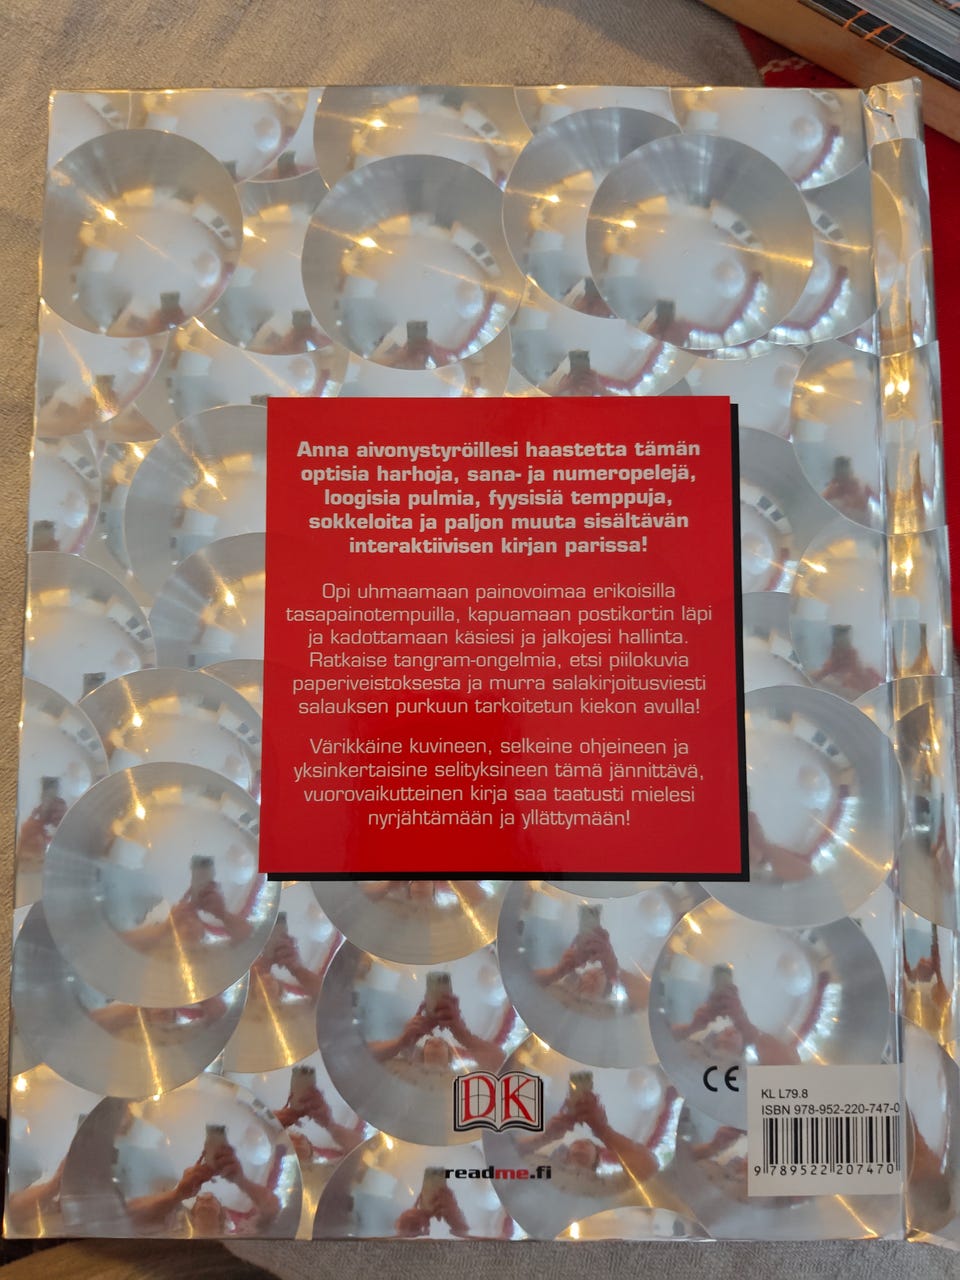 Anna aivonystyröillesi haastetta tämän
optisia harhoja, sana- ja numeropelejä,
loogisia pulmia, fyysisiä temppuja,
sokkeloita ja paljon muuta sisältävän
interaktiivisen kirjan parissa!
Opi uhmaamaan painovoimaa erikoisilla
tasapainotempuilla, kapuamaan postikortin läpi
ja kadottamaan käsiesi ja jalkojesi hallinta.
Ratkaise tangram-ongelmia, etsi piilokuvia
paperiveistoksesta ja murra salakirjoitusviesti
salauksen purkuun tarkoitetun kiekon avulla!
Värikkäine kuvineen, selkeine ohjeineen ja
yksinkertaisine selityksineen tämä jännittävä,
vuorovaikutteinen kirja saa taatusti mielesi
nyrjähtämään ja yllättymään!
DK
readme.fi
CE
KL L79.8
ISBN 978-952-220-747-0
9 789522 207470